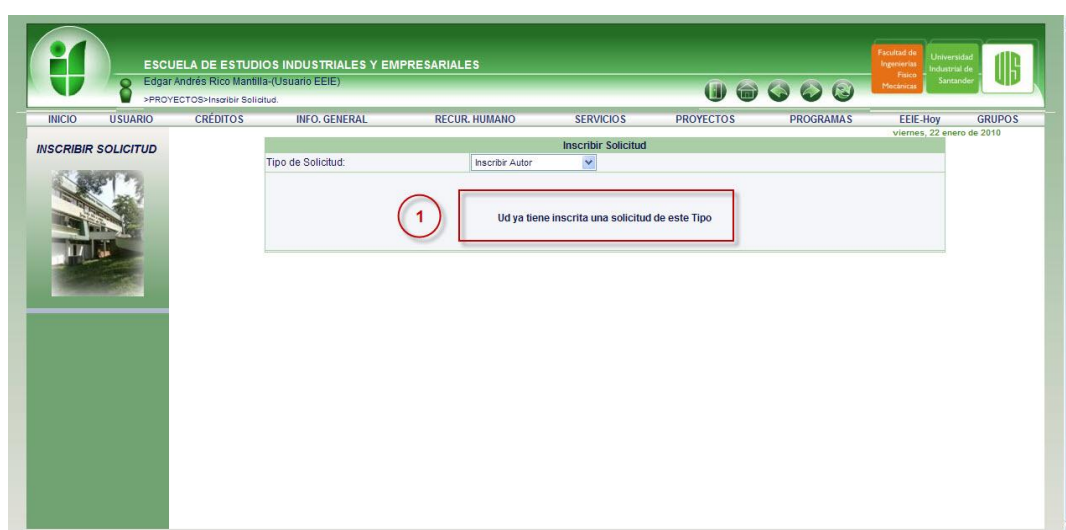 ESCUELA DE ESTUDIOS INDUSTRIALES Y EMPRESARIALES
Edgar Andrés Rico Mantilla-(Usuario EEIE)
>PROYECTOS>Inscribir Solicitud.
Facultad de
Ingenierías
Físico
Mecánicas
Universidad
Industrial de
Santander
INICIO USUARIO CRÉDITOS INFO. GENERAL RECUR. HUMANO SERVICIOS PROYECTOS PROGRAMAS EEIE-Hoy GRUPOS
viernes, 22 enero de 2010
INSCRIBIR SOLICITUD
Inscribir Solicitud
Tipo de Solicitud: Inscribir Autor
1
Ud ya tiene inscrita una solicitud de este Tipo